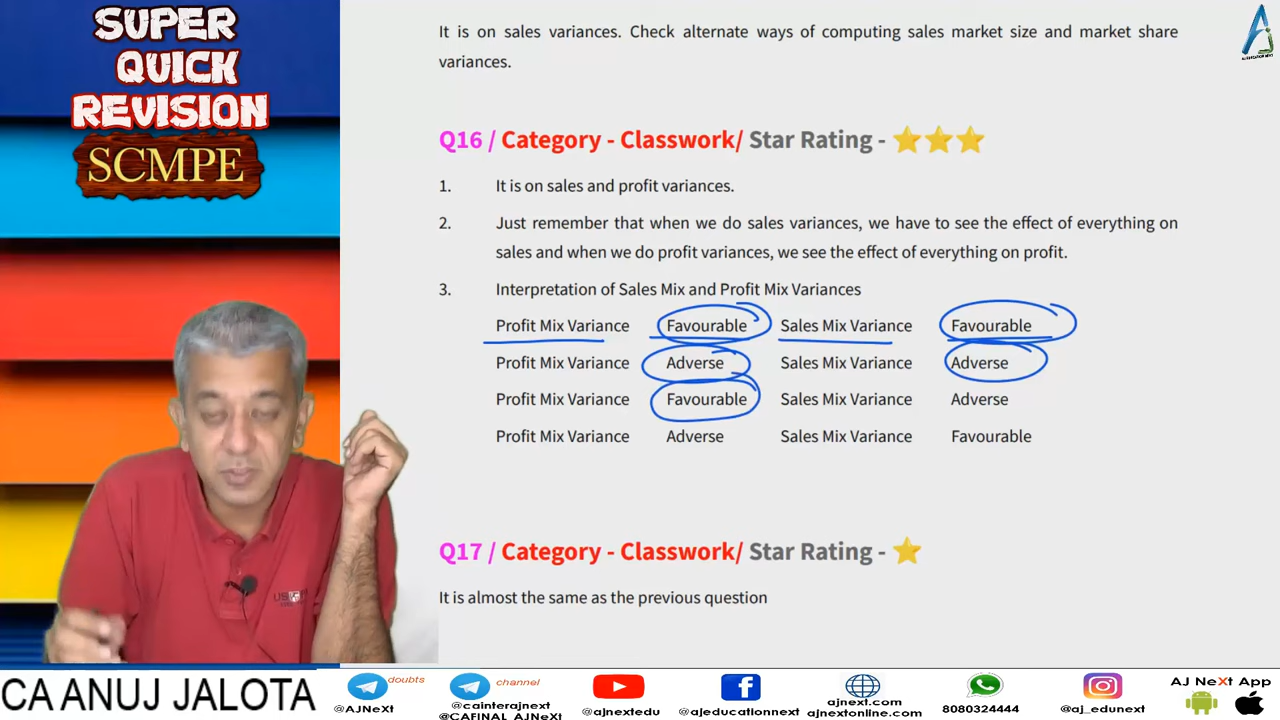 SUPER
QUICK
REVISION
SCMPE
It is on sales variances. Check alternate ways of computing sales market size and market share
variances.
Q16 / Category - Classwork/ Star Rating -
1. It is on sales and profit variances.
2. Just remember that when we do sales variances, we have to see the effect of everything on
sales and when we do profit variances, we see the effect of everything on profit.
3. Interpretation of Sales Mix and Profit Mix Variances
Profit Mix Variance Favourable Sales Mix Variance Favourable
Profit Mix Variance Adverse Sales Mix Variance Adverse
Profit Mix Variance Favourable Sales Mix Variance Adverse
Profit Mix Variance Adverse Sales Mix Variance Favourable
Q17 / Category - Classwork/ Star Rating -
It is almost the same as the previous question
CA ANUJ JALOTA
doubts
@AJNeXt
channel
@cainterajnext
@CAFINAL_AJNeXt
@ajnextedu
@ajeducationnext
ajnext.com
ajnextonline.com
8080324444
@aj_edunext
AJ NeXt App